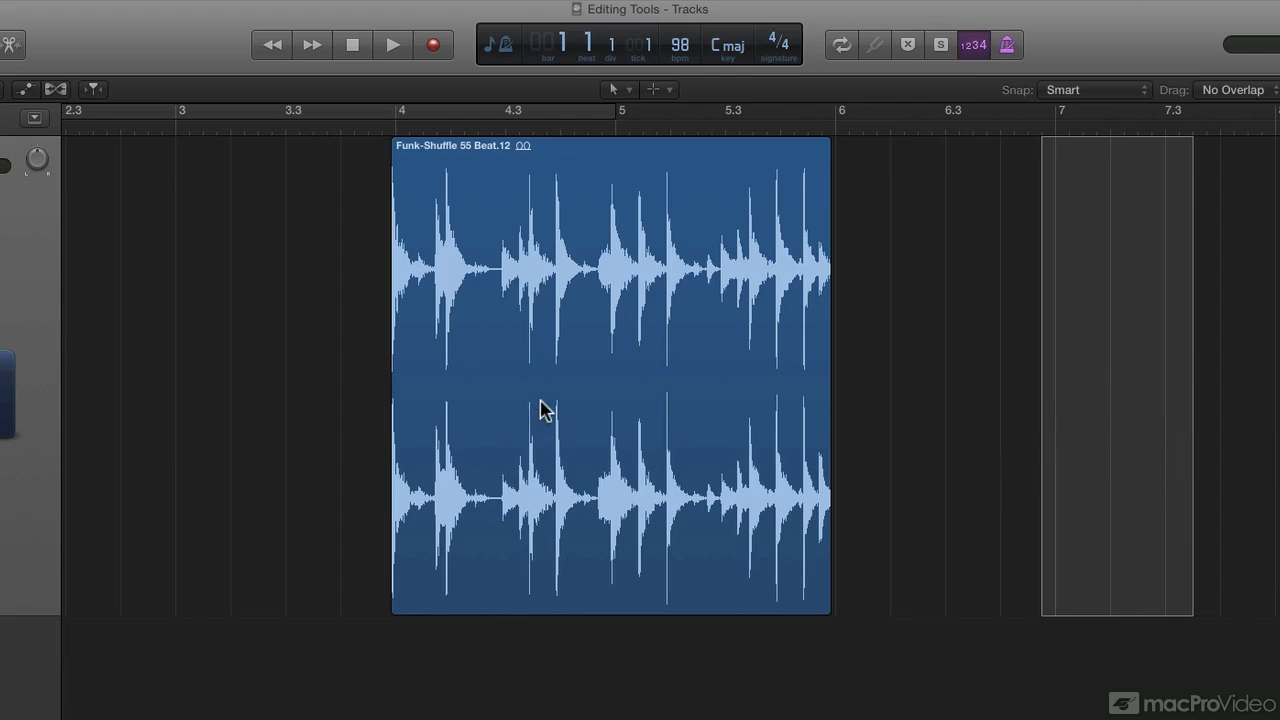 Editing Tools - Tracks
001 1 1 001 98 C maj 4/4
bar beat div tick bpm key signature
S 1234
Snap: Smart Drag: No Overlap
2.3 3 3.3 4 4.3 5 5.3 6 6.3 7 7.3
Funk-Shuffle 55 Beat.12
L R
macProVideo